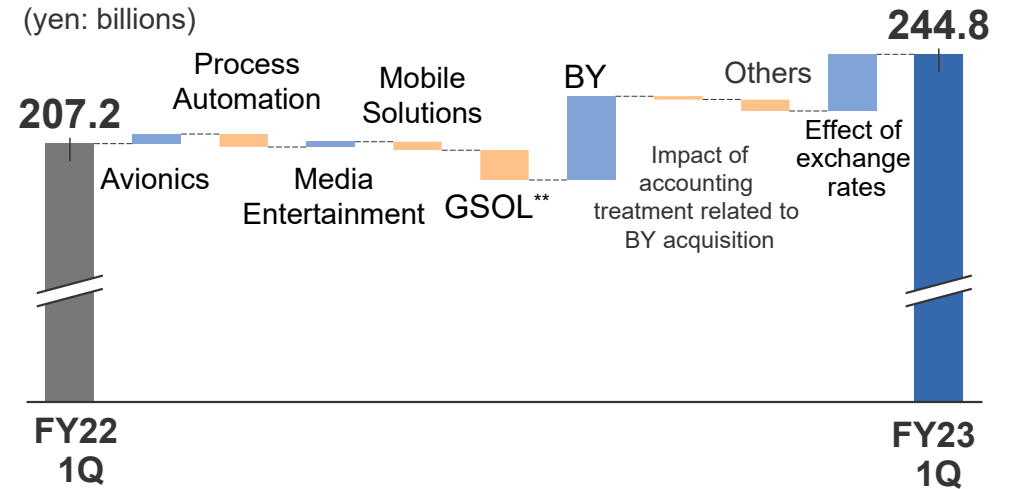 (yen: billions)
244.8
Process
Automation
Mobile
Solutions
BY
Others
207.2
Effect of
exchange
rates
Avionics
Media
Entertainment
GSOL**
Impact of
accounting
treatment related to
BY acquisition
FY22
1Q
FY23
1Q